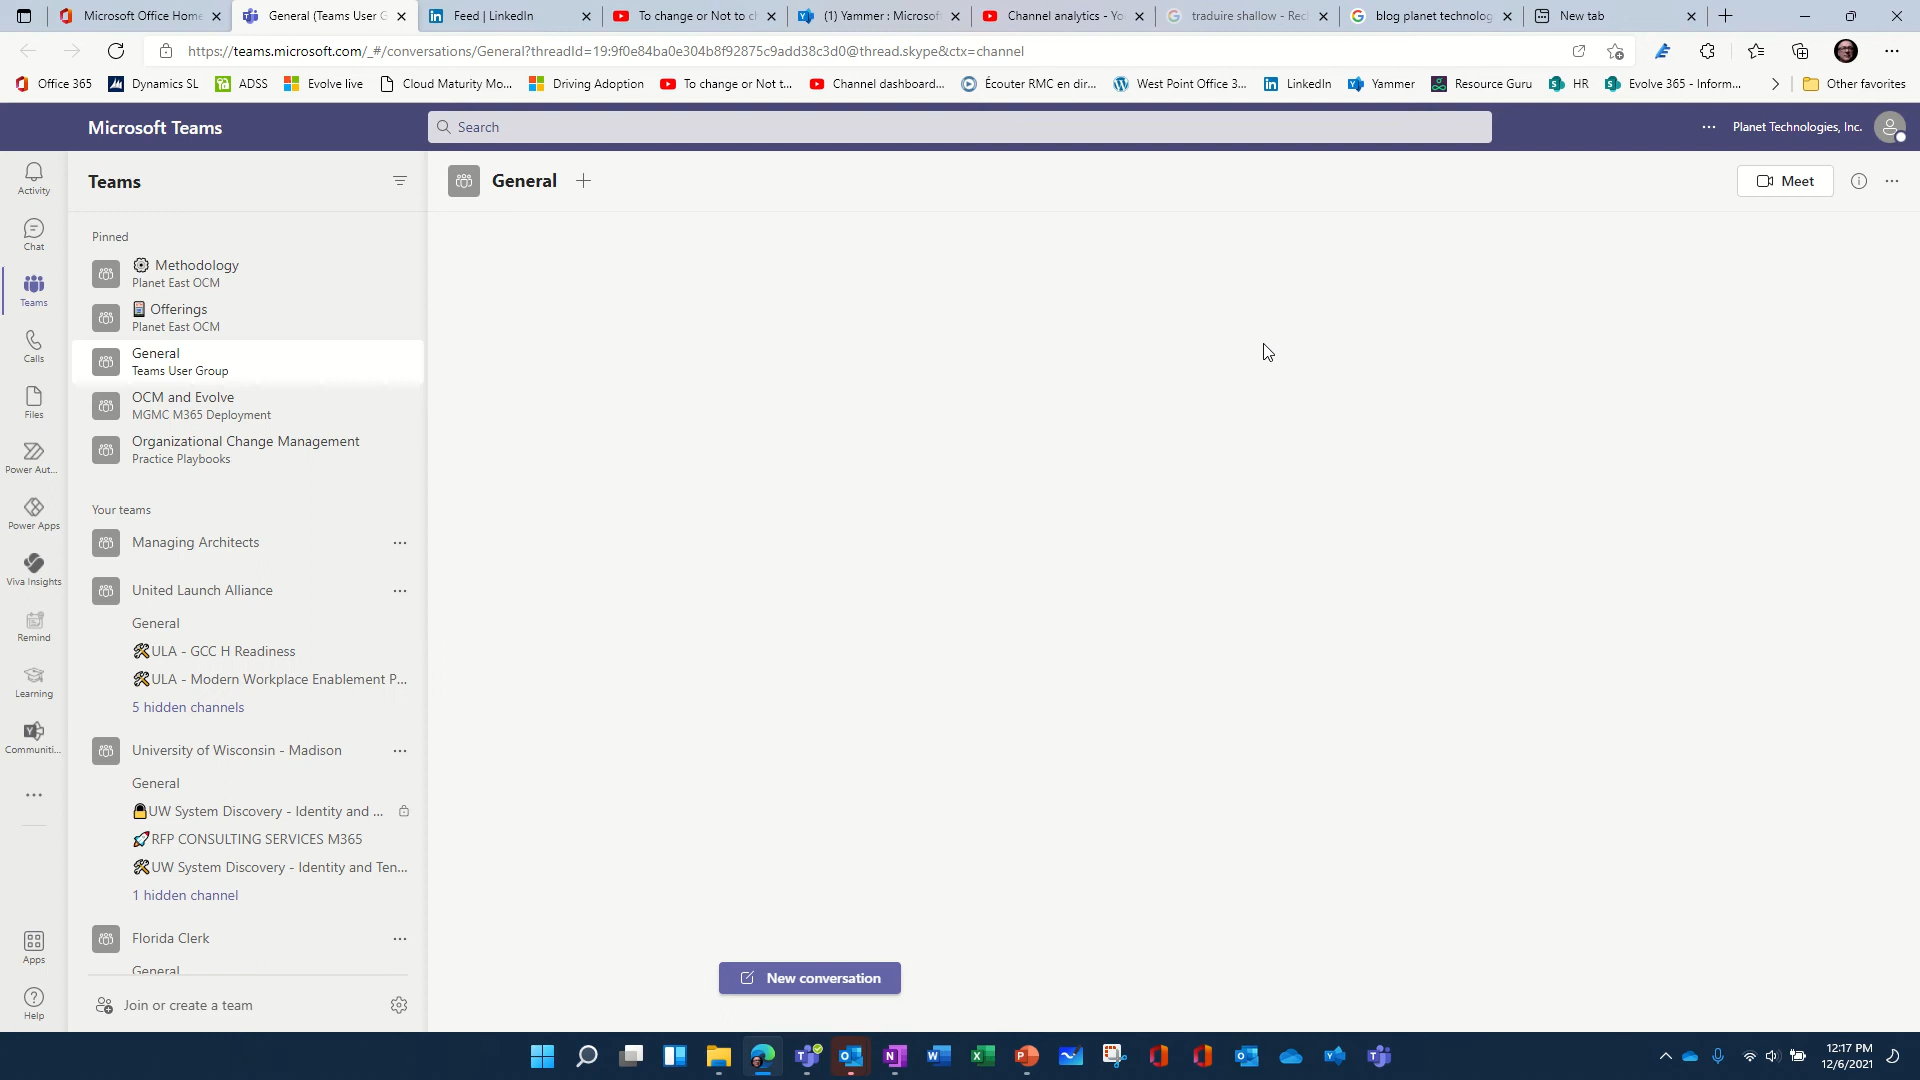 Microsoft Office Home
General (Teams User G
Feed | LinkedIn
To change or Not to ch
(1) Yammer : Microsoft
Channel analytics - Yo
traduire shallow - Rech
blog planet technolog
New tab
https://teams.microsoft.com/_#/conversations/General?threadId=19:9f0e84ba0e304b8f92875c9add38c3d0@thread.skype&ctx=channel
Office 365
Dynamics SL
ADSS
Evolve live
Cloud Maturity Mo...
Driving Adoption
To change or Not t...
Channel dashboard...
Écouter RMC en dir...
West Point Office 3...
LinkedIn
Yammer
Resource Guru
HR
Evolve 365 - Inform...
Other favorites
Microsoft Teams
Search
Planet Technologies, Inc.
Activity
Chat
Teams
Calls
Files
Power Aut...
Power Apps
Viva Insights
Remind
Learning
Communiti...
Apps
Help
Teams
Pinned
Methodology
Planet East OCM
Offerings
Planet East OCM
General
Teams User Group
OCM and Evolve
MGMC M365 Deployment
Organizational Change Management
Practice Playbooks
Your teams
Managing Architects
United Launch Alliance
General
ULA - GCC H Readiness
ULA - Modern Workplace Enablement P...
5 hidden channels
University of Wisconsin - Madison
General
UW System Discovery - Identity and ...
RFP CONSULTING SERVICES M365
UW System Discovery - Identity and Ten...
1 hidden channel
Florida Clerk
General
Join or create a team
General
Meet
New conversation
12:17 PM
12/6/2021